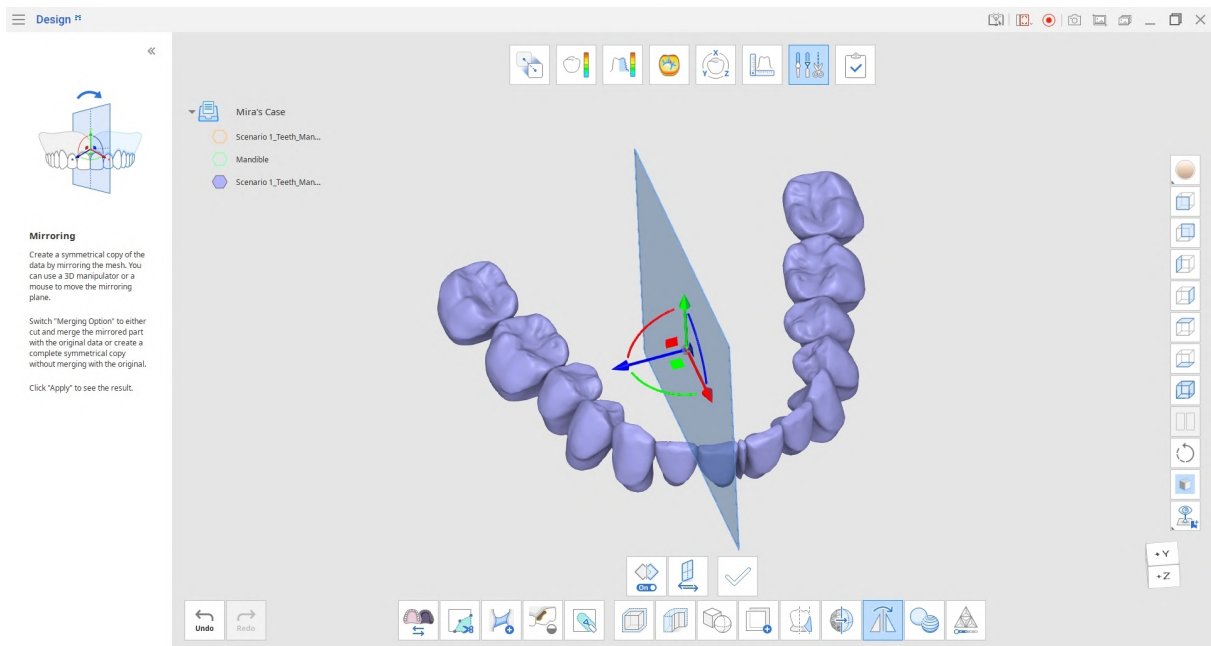 Design
Mirroring
Create a symmetrical copy of the
data by mirroring the mesh. You
can use a 3D manipulator or a
mouse to move the mirroring
plane.
Switch "Merging Option" to either
cut and merge the mirrored part
with the original data or create a
complete symmetrical copy
without merging with the original.
Click "Apply" to see the result.
X
Y
Z
Mira's Case
Scenario 1_Teeth_Man...
Mandible
Scenario 1_Teeth_Man...
+Y
+Z
On
Undo
Redo